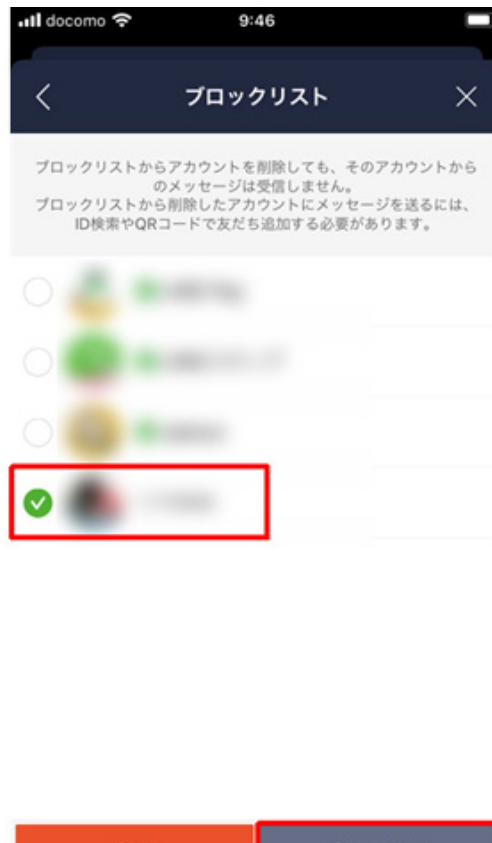 docomo
9:46
ブロックリスト
ブロックリストからアカウントを削除しても、そのアカウントから
のメッセージは受信しません。
ブロックリストから削除したアカウントにメッセージを送るには、
ID検索やQRコードで友だち追加する必要があります。